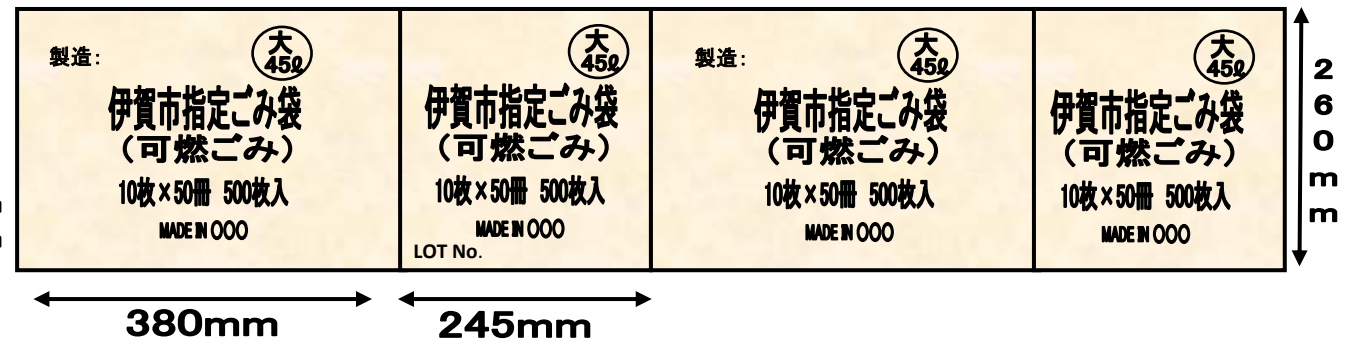 製造:
大
45ℓ
伊賀市指定ごみ袋
(可燃ごみ)
10枚×50冊 500枚入
MADE IN 〇〇〇
大
45ℓ
伊賀市指定ごみ袋
(可燃ごみ)
10枚×50冊 500枚入
MADE IN 〇〇〇
LOT No.
製造:
大
45ℓ
伊賀市指定ごみ袋
(可燃ごみ)
10枚×50冊 500枚入
MADE IN 〇〇〇
大
45ℓ
伊賀市指定ごみ袋
(可燃ごみ)
10枚×50冊 500枚入
MADE IN 〇〇〇
260mm
380mm
245mm